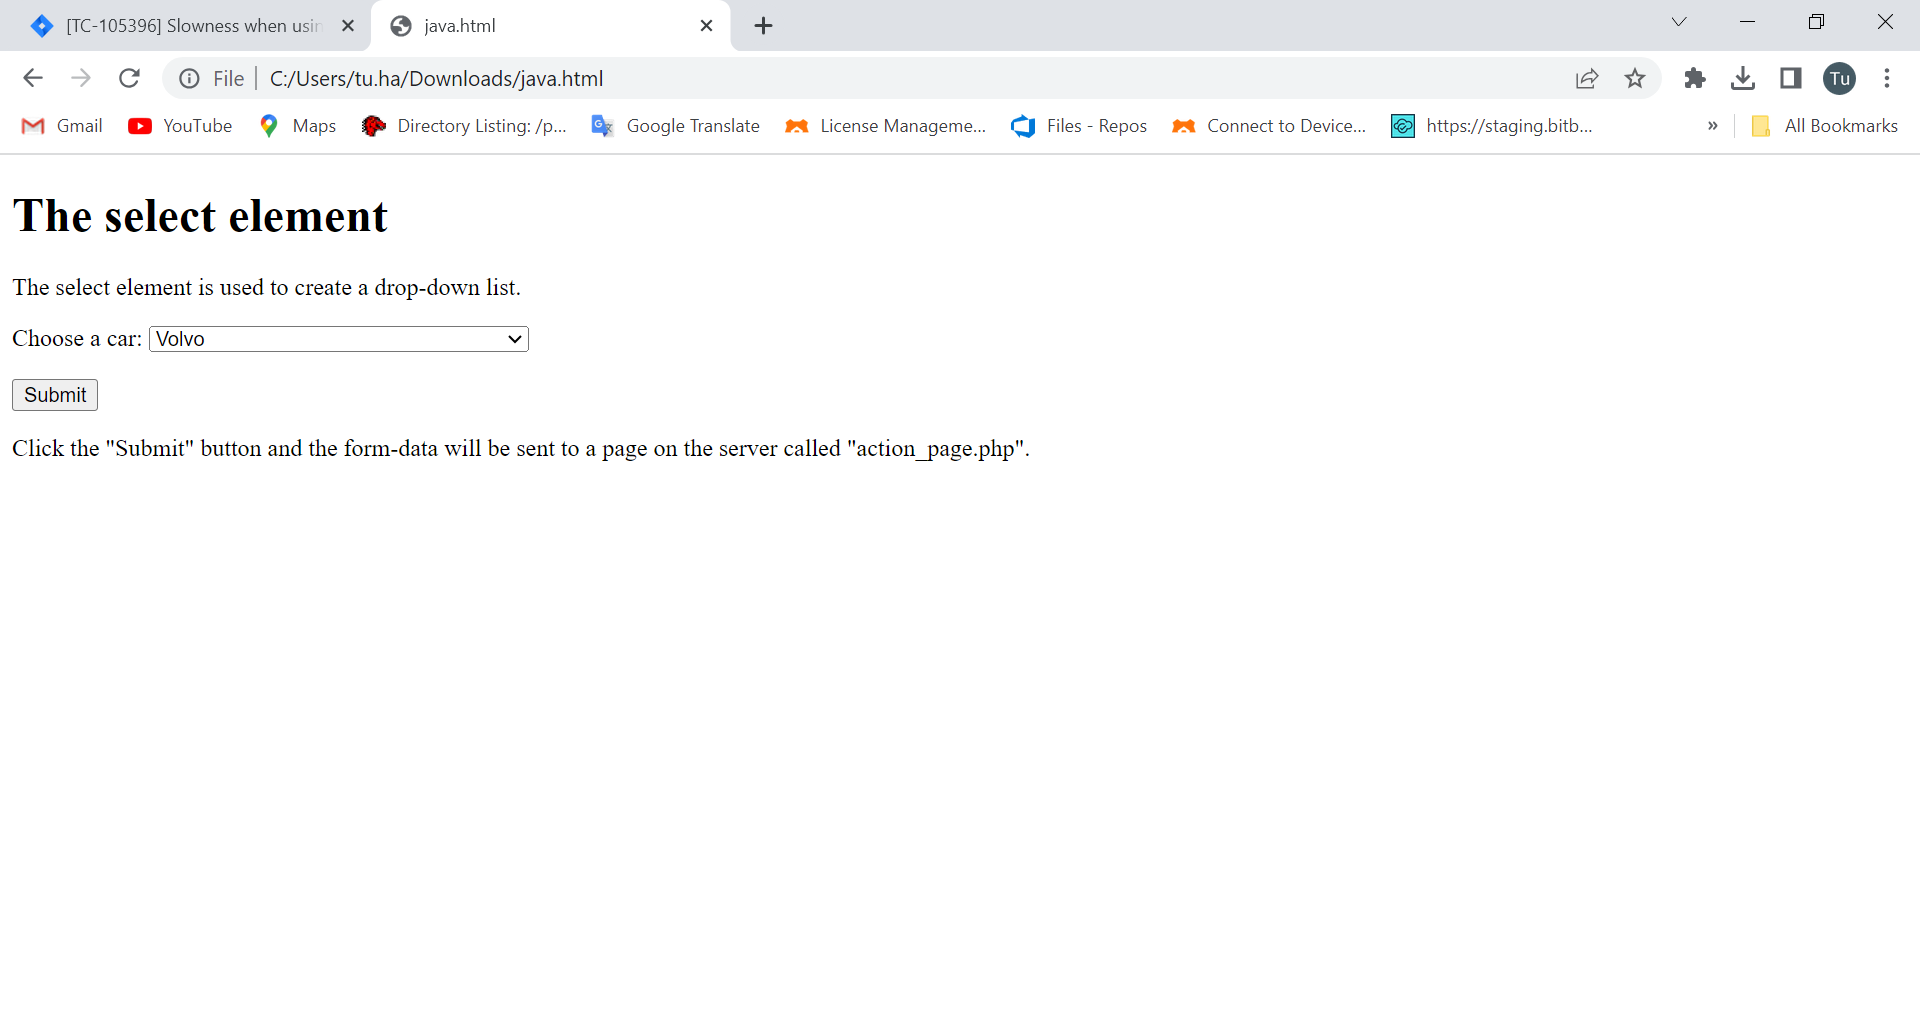 [TC-105396] Slowness when usin
java.html
File
C:/Users/tu.ha/Downloads/java.html
Tu
Gmail
YouTube
Maps
Directory Listing: /p...
Google Translate
License Manageme...
Files - Repos
Connect to Device...
https://staging.bitb...
»
All Bookmarks
The select element
The select element is used to create a drop-down list.
Choose a car: Volvo
Submit
Click the "Submit" button and the form-data will be sent to a page on the server called "action_page.php".